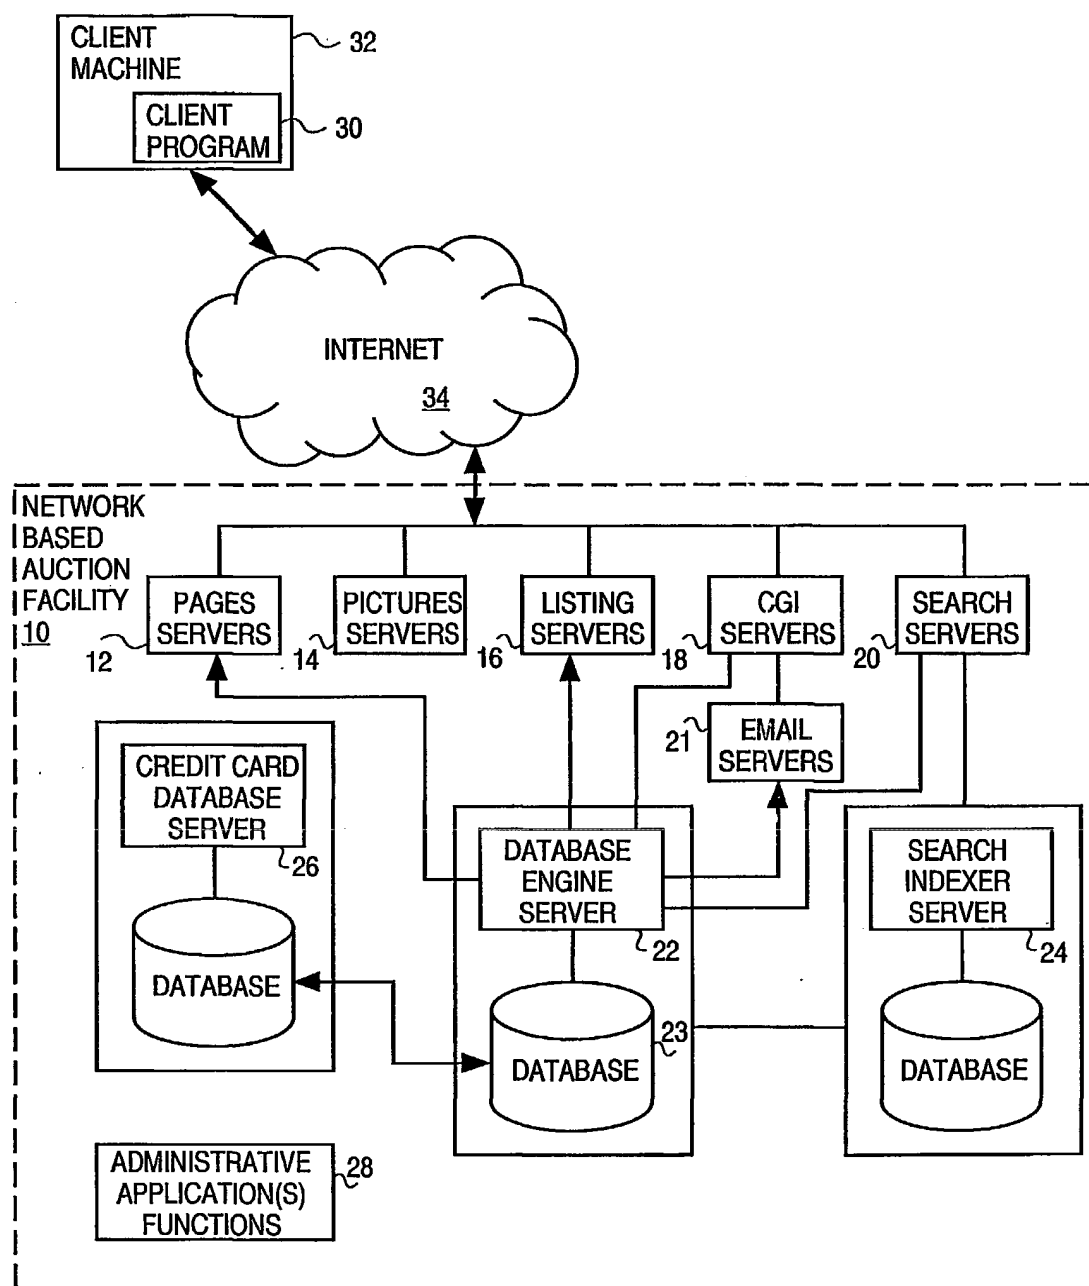 CLIENT
MACHINE
32
CLIENT
PROGRAM
30
INTERNET
34
NETWORK
BASED
AUCTION
FACILITY
10
PAGES
SERVERS
12
PICTURES
SERVERS
14
LISTING
SERVERS
16
CGI
SERVERS
18
SEARCH
SERVERS
20
EMAIL
SERVERS
21
CREDIT CARD
DATABASE
SERVER
26
DATABASE
DATABASE
ENGINE
SERVER
22
DATABASE
23
SEARCH
INDEXER
SERVER
24
DATABASE
ADMINISTRATIVE
APPLICATION(S)
FUNCTIONS
28